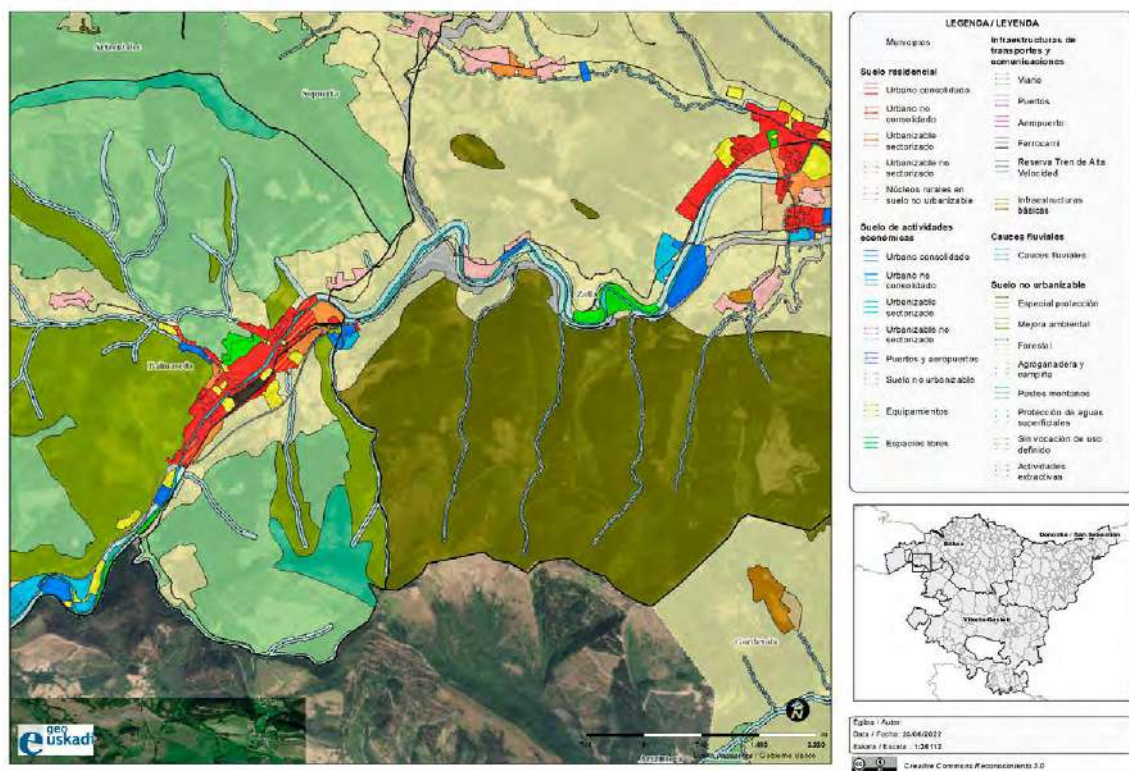 Sopuerta
Zalla
Balmaseda
Gordexola
Artziniega
geo
euskadi
LEGENDA / LEYENDA
Municipios
Suelo residencial
Urbano consolidado
Urbano no
consolidado
Urbanizable
sectorizado
Urbanizable no
sectorizado
Núcleos rurales en
suelo no urbanizable
Suelo de actividades
económicas
Urbano consolidado
Urbano no
consolidado
Urbanizable
sectorizado
Urbanizable no
sectorizado
Puertos y aeropuertos
Suelo no urbanizable
Equipamientos
Espacios libres
Infraestructuras de
transportes y
comunicaciones
Viario
Puertos
Aeropuerto
Ferrocarril
Reserva Tren de Alta
Velocidad
Infraestructuras
básicas
Cauces fluviales
Cauces fluviales
Suelo no urbanizable
Especial protección
Mejora ambiental
Forestal
Agroganadera y
campiña
Pastos montanos
Protección de aguas
superficiales
Sin vocación de uso
definido
Actividades
extractivas
Bilbao
Donostia / San Sebastián
Vitoria-Gasteiz
Egilea / Autor:
Data / Fecha:
Eskala / Escala :
Creative Commons Reconocimiento 3.0